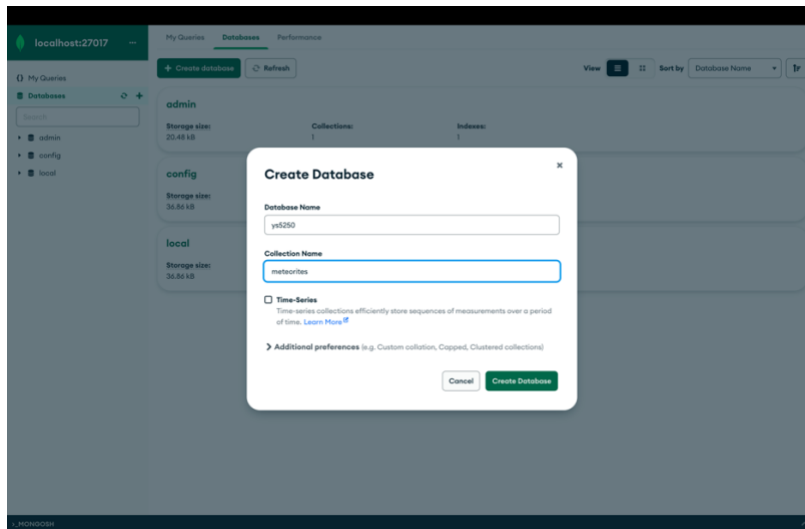 localhost:27017 ...
My Queries Databases Performance
{} My Queries
Databases
Search
admin
config
local
+ Create database Refresh
View Sort by Database Name
admin
Storage size: Collections: Indexes:
20.48 kB 1 1
config
Storage size:
36.86 kB
local
Storage size:
36.86 kB
Create Database
Database Name
ys5250
Collection Name
meteorites
Time-Series
Time-series collections efficiently store sequences of measurements over a period
of time. Learn More
Additional preferences (e.g. Custom collation, Capped, Clustered collections)
Cancel Create Database
>_MONGOSH